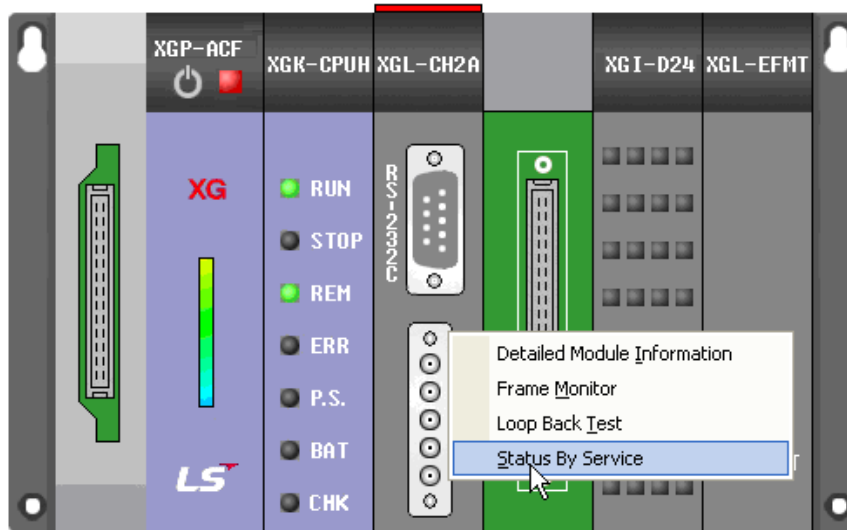 XGP-ACF
XGK-CPUH
XGL-CH2A
XGI-D24
XGL-EFMT
XG
RS-232C
RUN
STOP
REM
ERR
P.S.
BAT
CHK
LS
Detailed Module Information
Frame Monitor
Loop Back Test
Status By Service